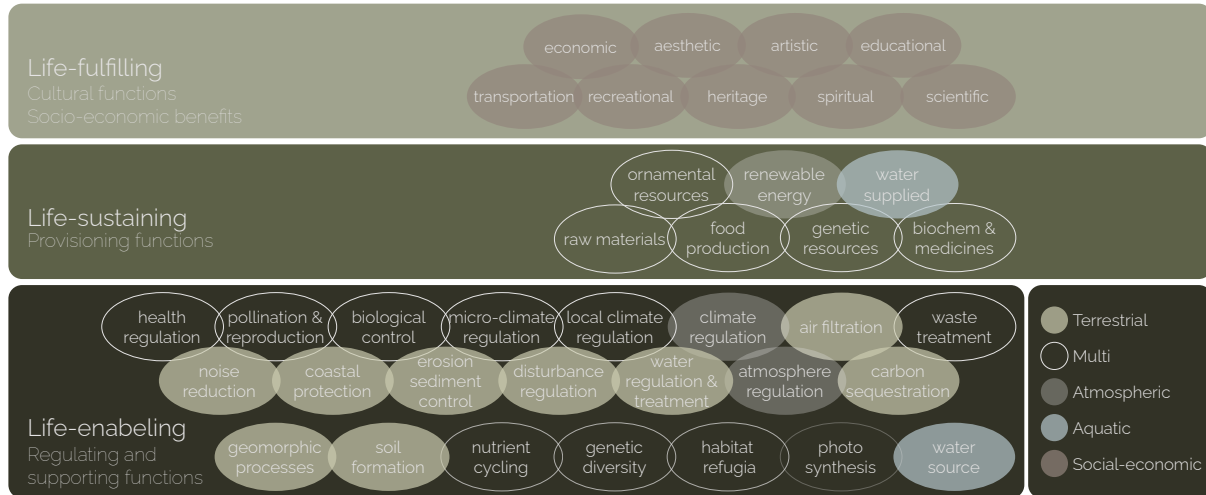 Life-fulfilling
Cultural functions
Socio-economic benefits
economic
aesthetic
artistic
educational
transportation
recreational
heritage
spiritual
scientific
Life-sustaining
Provisioning functions
ornamental
resources
renewable
energy
water
supplied
raw materials
food
production
genetic
resources
biochem &
medicines
Life-enabeling
Regulating and
supporting functions
health
regulation
pollination &
reproduction
biological
control
micro-climate
regulation
local climate
regulation
climate
regulation
air filtration
waste
treatment
noise
reduction
coastal
protection
erosion
sediment
control
disturbance
regulation
water
regulation &
treatment
atmosphere
regulation
carbon
sequestration
geomorphic
processes
soil
formation
nutrient
cycling
genetic
diversity
habitat
refugia
photo
synthesis
water
source
Terrestrial
Multi
Atmospheric
Aquatic
Social-economic